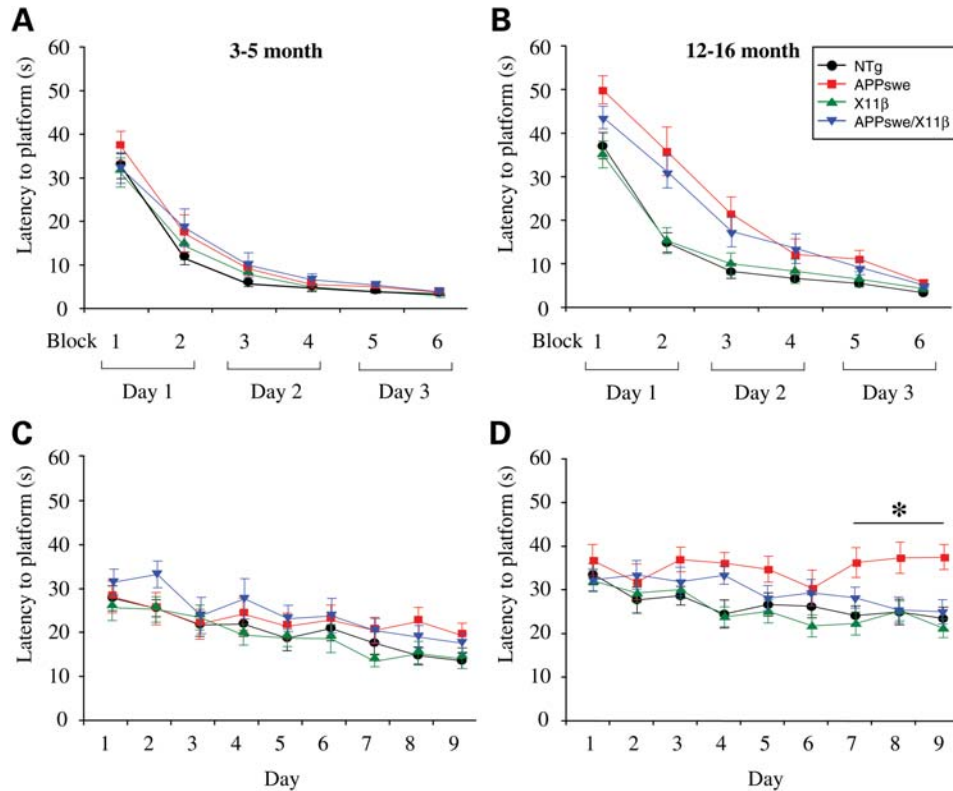 A
3-5 month
Latency to platform (s)
60
50
40
30
20
10
0
Block 1 2 3 4 5 6
Day 1 Day 2 Day 3
B
12-16 month
Latency to platform (s)
60
50
40
30
20
10
0
NTg
APPswe
X11β
APPswe/X11β
Block 1 2 3 4 5 6
Day 1 Day 2 Day 3
C
Latency to platform (s)
60
50
40
30
20
10
0
1 2 3 4 5 6 7 8 9
Day
D
Latency to platform (s)
60
50
40
30
20
10
0
*
1 2 3 4 5 6 7 8 9
Day